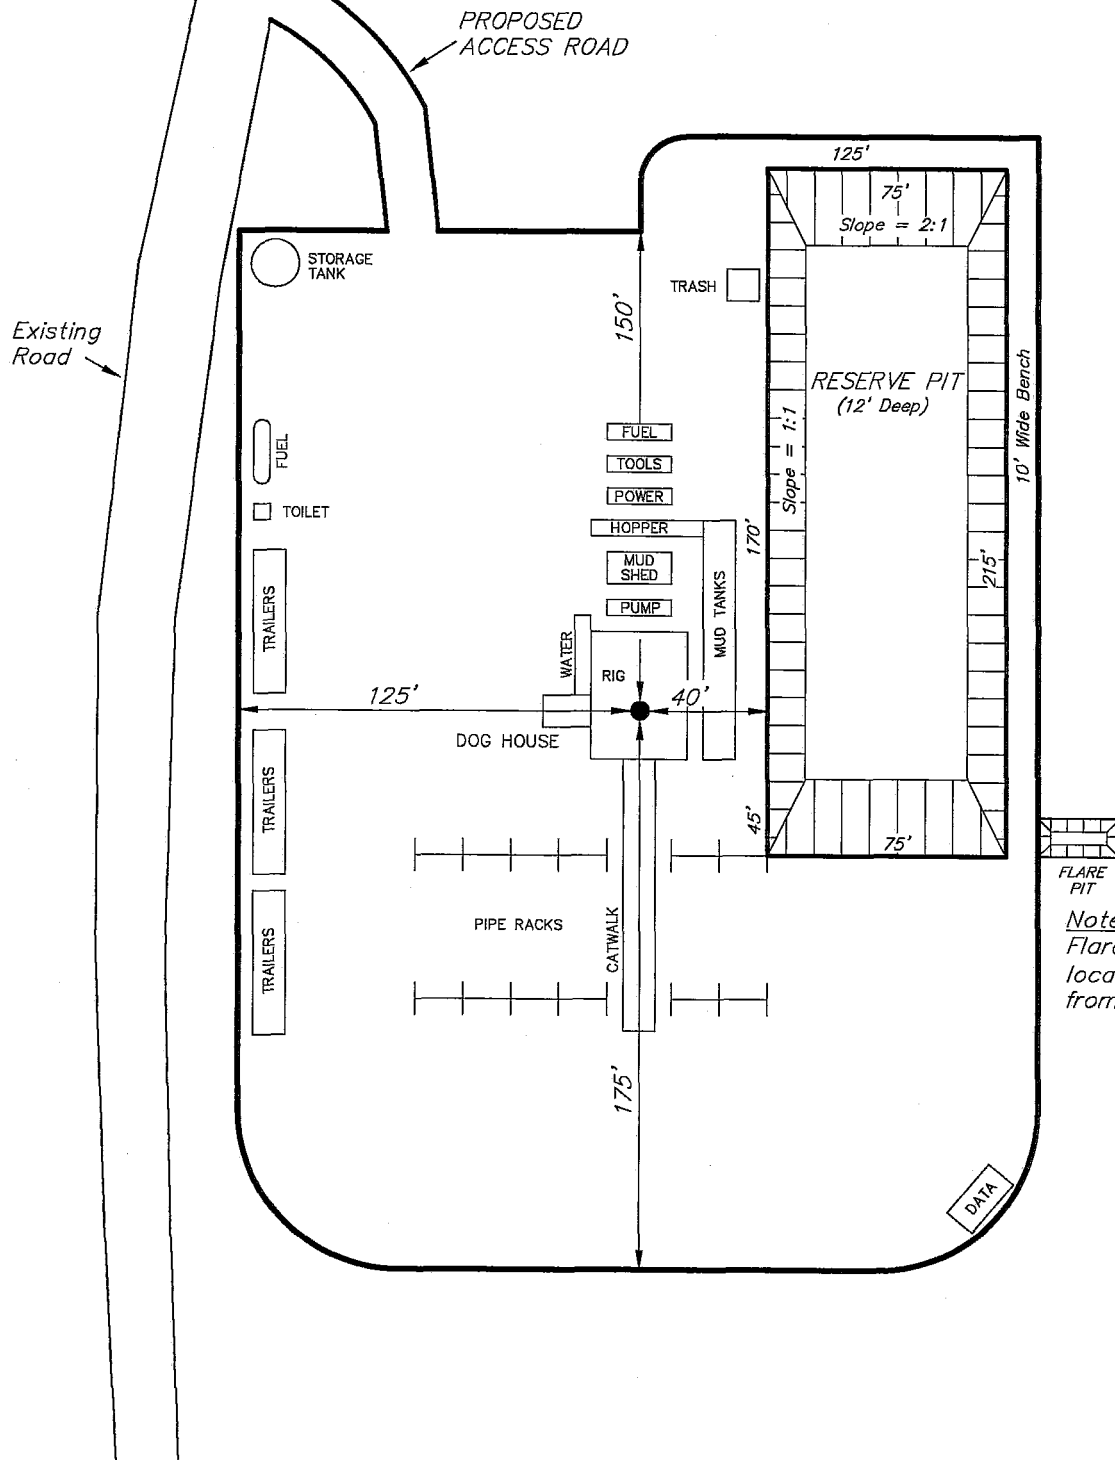 PROPOSED
ACCESS ROAD
125'
75'
Slope = 2:1
STORAGE
TANK
TRASH
150'
Existing
Road
RESERVE PIT
(12' Deep)
10' Wide Bench
Slope = 1:1
FUEL
FUEL
TOOLS
POWER
TOILET
HOPPER
170'
215'
MUD
SHED
MUD TANKS
PUMP
TRAILERS
WATER
RIG
125'
40'
DOG HOUSE
TRAILERS
45'
75'
FLARE
PIT
PIPE RACKS
CATWALK
TRAILERS
Note
Flare
loca
from
175'
DATA